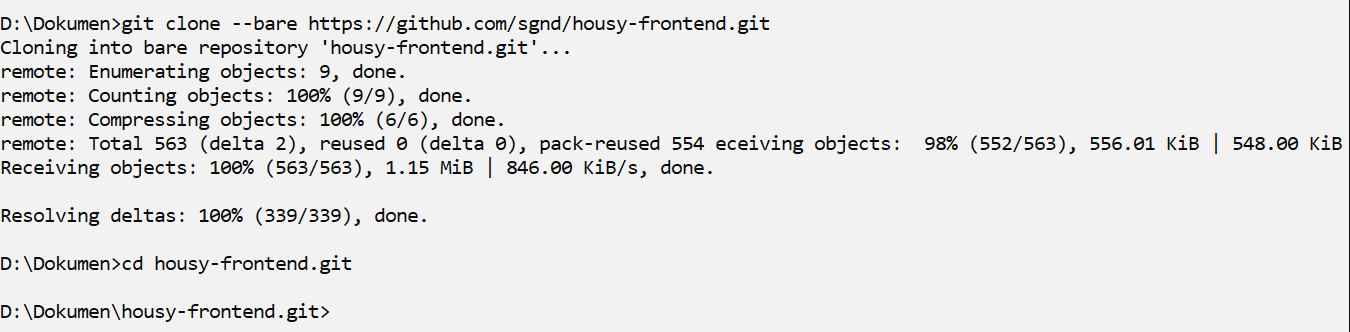 D:\Dokumen>git clone --bare https://github.com/sgnd/housy-frontend.git
Cloning into bare repository 'housy-frontend.git'...
remote: Enumerating objects: 9, done.
remote: Counting objects: 100% (9/9), done.
remote: Compressing objects: 100% (6/6), done.
remote: Total 563 (delta 2), reused 0 (delta 0), pack-reused 554 eceiving objects:  98% (552/563), 556.01 KiB | 548.00 KiB
Receiving objects: 100% (563/563), 1.15 MiB | 846.00 KiB/s, done.
Resolving deltas: 100% (339/339), done.
D:\Dokumen>cd housy-frontend.git
D:\Dokumen\housy-frontend.git>